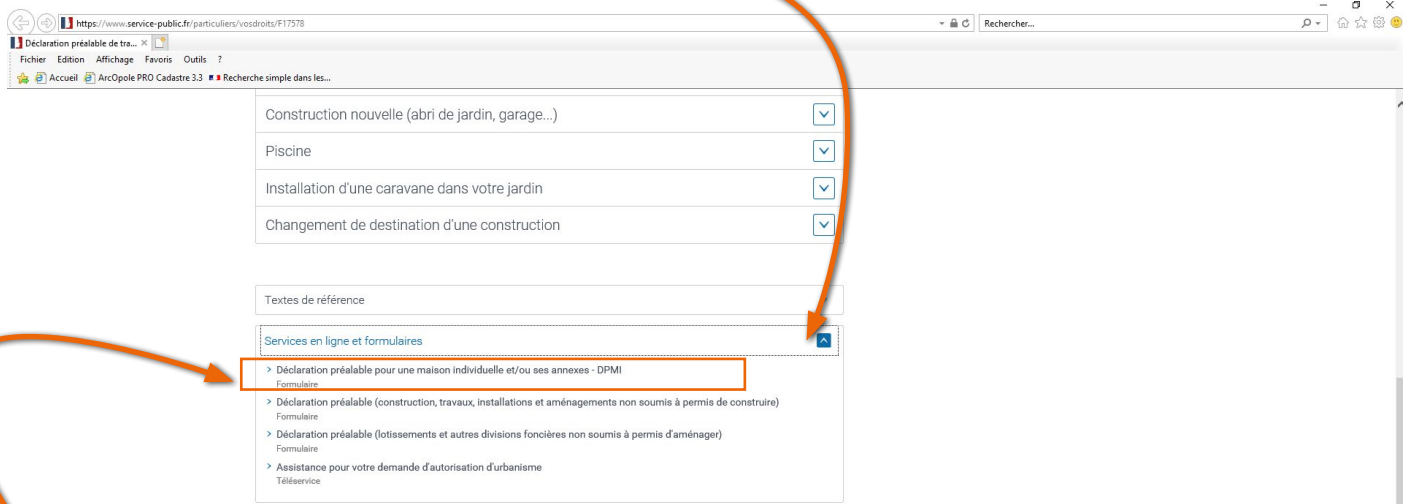 https://www.service-public.fr/particuliers/vosdroits/F17578
Rechercher...
Déclaration préalable de tra...
Fichier Edition Affichage Favoris Outils ?
Accueil ArcOpole PRO Cadastre 3.3 Recherche simple dans les...
Construction nouvelle (abri de jardin, garage...)
Piscine
Installation d'une caravane dans votre jardin
Changement de destination d'une construction
Textes de référence
Services en ligne et formulaires
Déclaration préalable pour une maison individuelle et/ou ses annexes - DPMI
Formulaire
Déclaration préalable (construction, travaux, installations et aménagements non soumis à permis de construire)
Formulaire
Déclaration préalable (lotissements et autres divisions foncières non soumis à permis d'aménager)
Formulaire
Assistance pour votre demande d'autorisation d'urbanisme
Téléservice